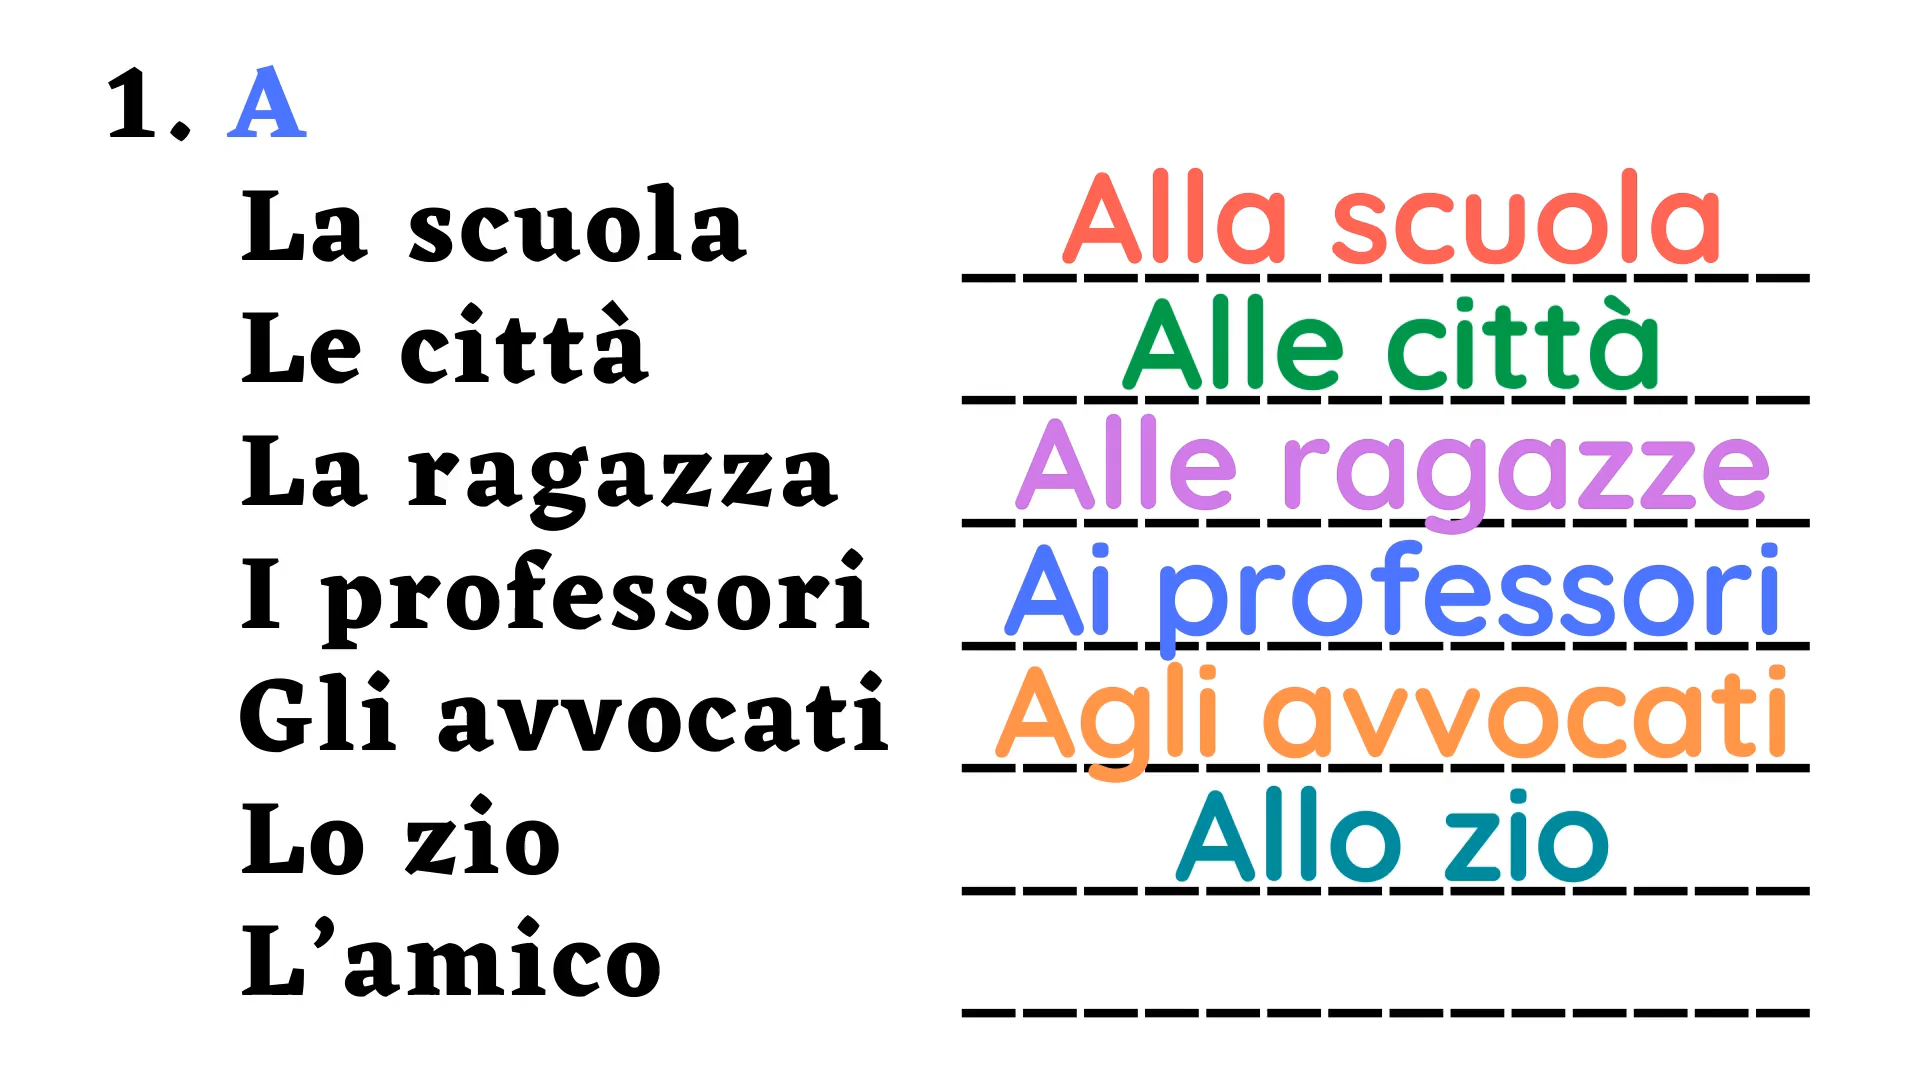 1. A
La scuola Alla scuola
Le città Alle città
La ragazza Alle ragazze
I professori Ai professori
Gli avvocati Agli avvocati
Lo zio Allo zio
L’amico